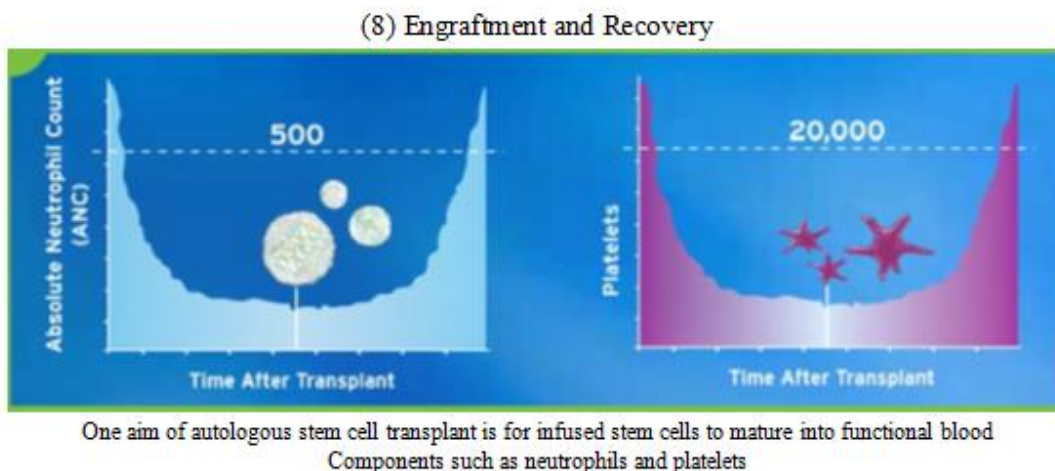 (8) Engraftment and Recovery
Absolute Neutrophil Count
(ANC)
500
Time After Transplant
Platelets
20,000
Time After Transplant
One aim of autologous stem cell transplant is for infused stem cells to mature into functional blood
Components such as neutrophils and platelets